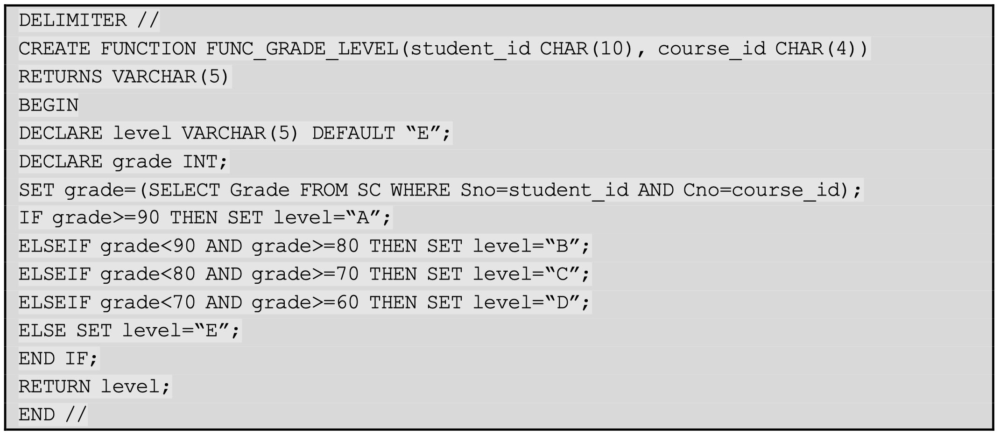 DELIMITER //
CREATE FUNCTION FUNC_GRADE_LEVEL(student_id CHAR(10), course_id CHAR(4))
RETURNS VARCHAR(5)
BEGIN
DECLARE level VARCHAR(5) DEFAULT “E”;
DECLARE grade INT;
SET grade=(SELECT Grade FROM SC WHERE Sno=student_id AND Cno=course_id);
IF grade>=90 THEN SET level=“A”;
ELSEIF grade<90 AND grade>=80 THEN SET level=“B”;
ELSEIF grade<80 AND grade>=70 THEN SET level=“C”;
ELSEIF grade<70 AND grade>=60 THEN SET level=“D”;
ELSE SET level=“E”;
END IF;
RETURN level;
END //